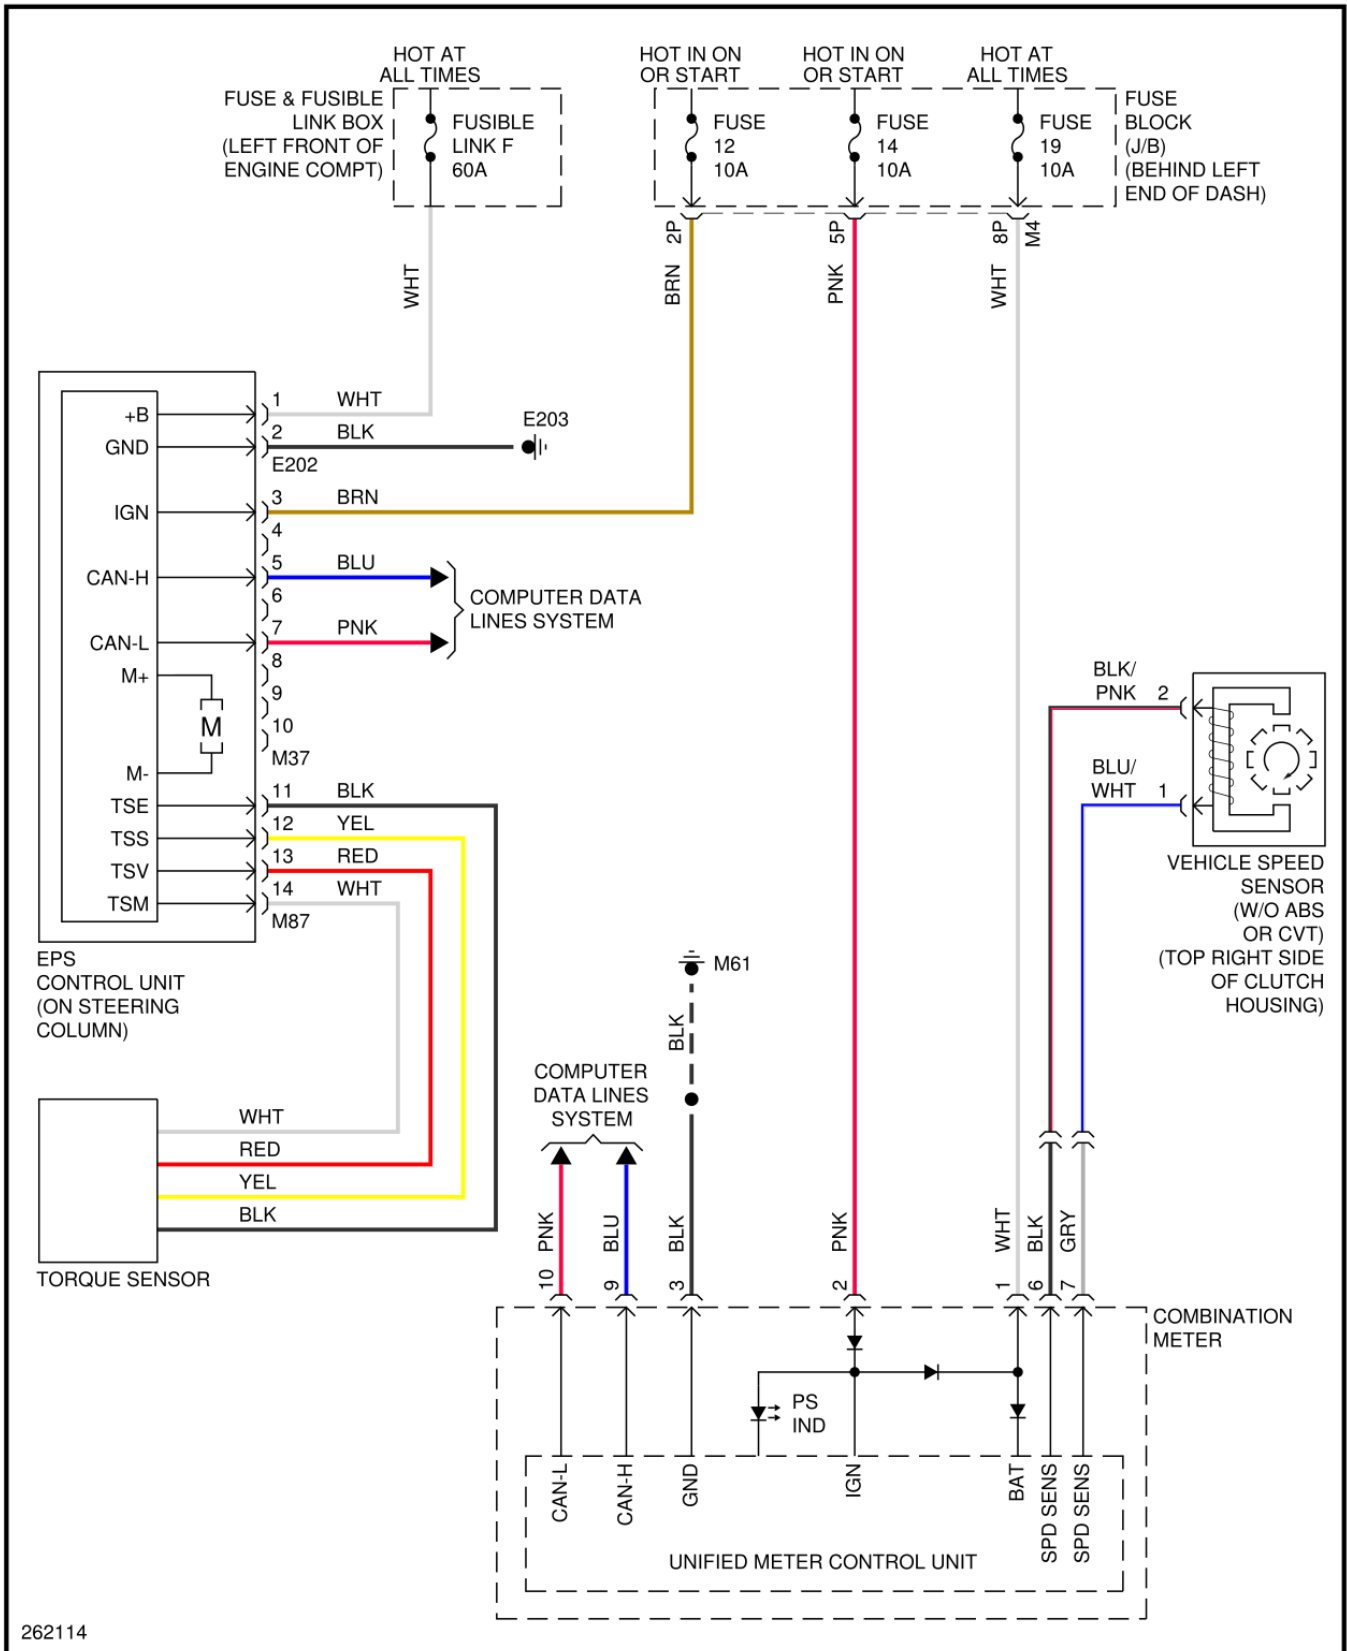 HOT AT
ALL TIMES
HOT IN ON
OR START
HOT IN ON
OR START
HOT AT
ALL TIMES
FUSE & FUSIBLE
LINK BOX
(LEFT FRONT OF
ENGINE COMPT)
FUSIBLE
LINK F
60A
FUSE
12
10A
FUSE
14
10A
FUSE
19
10A
FUSE
BLOCK
(J/B)
(BEHIND LEFT
END OF DASH)
2P
5P
8P
M4
WHT
BRN
PNK
WHT
+B
1
WHT
GND
2
BLK
E203
E202
IGN
3
BRN
4
CAN-H
5
BLU
6
CAN-L
7
PNK
COMPUTER DATA
LINES SYSTEM
M+
8
9
M
10
M37
M-
TSE
11
BLK
TSS
12
YEL
TSV
13
RED
TSM
14
WHT
M87
EPS
CONTROL UNIT
(ON STEERING
COLUMN)
BLK/
PNK
2
BLU/
WHT
1
VEHICLE SPEED
SENSOR
(W/O ABS
OR CVT)
(TOP RIGHT SIDE
OF CLUTCH
HOUSING)
M61
BLK
COMPUTER
DATA LINES
SYSTEM
WHT
RED
YEL
BLK
TORQUE SENSOR
PNK
BLU
BLK
PNK
WHT
BLK
GRY
10
9
3
2
1
6
7
COMBINATION
METER
PS
IND
CAN-L
CAN-H
GND
IGN
BAT
SPD SENS
SPD SENS
UNIFIED METER CONTROL UNIT
262114